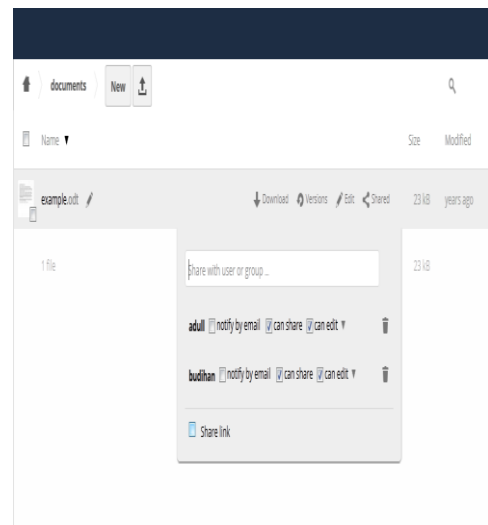 documents New
Name Size Modified
example.odt Download Versions Edit Shared 23 kB years ago
1 file 23 kB
Share with user or group ...
adull notify by email can share can edit
budihan notify by email can share can edit
Share link